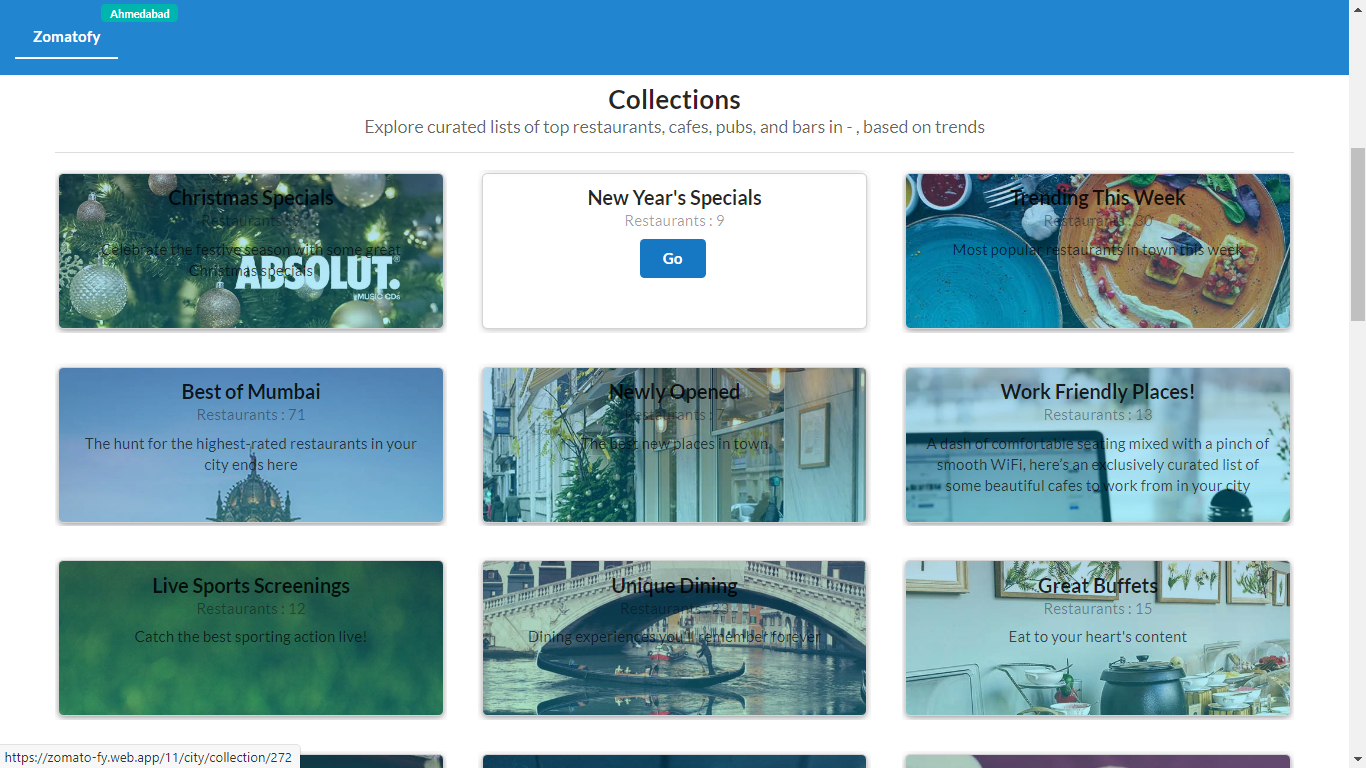 Ahmedabad
Zomatofy
Collections
Explore curated lists of top restaurants, cafes, pubs, and bars in - , based on trends
Christmas Specials
Restaurants :
Celebrate the festive season with some great
Christmas specials
ABSOLUT.
MUSIC CDs
New Year's Specials
Restaurants : 9
Go
Trending This Week
Restaurants : 30
Most popular restaurants in town this week
Best of Mumbai
Restaurants : 71
The hunt for the highest-rated restaurants in your
city ends here
Newly Opened
Restaurants : 7
The best new places in town
Work Friendly Places!
Restaurants : 13
A dash of comfortable seating mixed with a pinch of
smooth WiFi, here's an exclusively curated list of
some beautiful cafes to work from in your city
Live Sports Screenings
Restaurants : 12
Catch the best sporting action live!
Unique Dining
Restaurants :
Dining experiences you'll remember forever
Great Buffets
Restaurants : 15
Eat to your heart's content
https://zomato-fy.web.app/11/city/collection/272